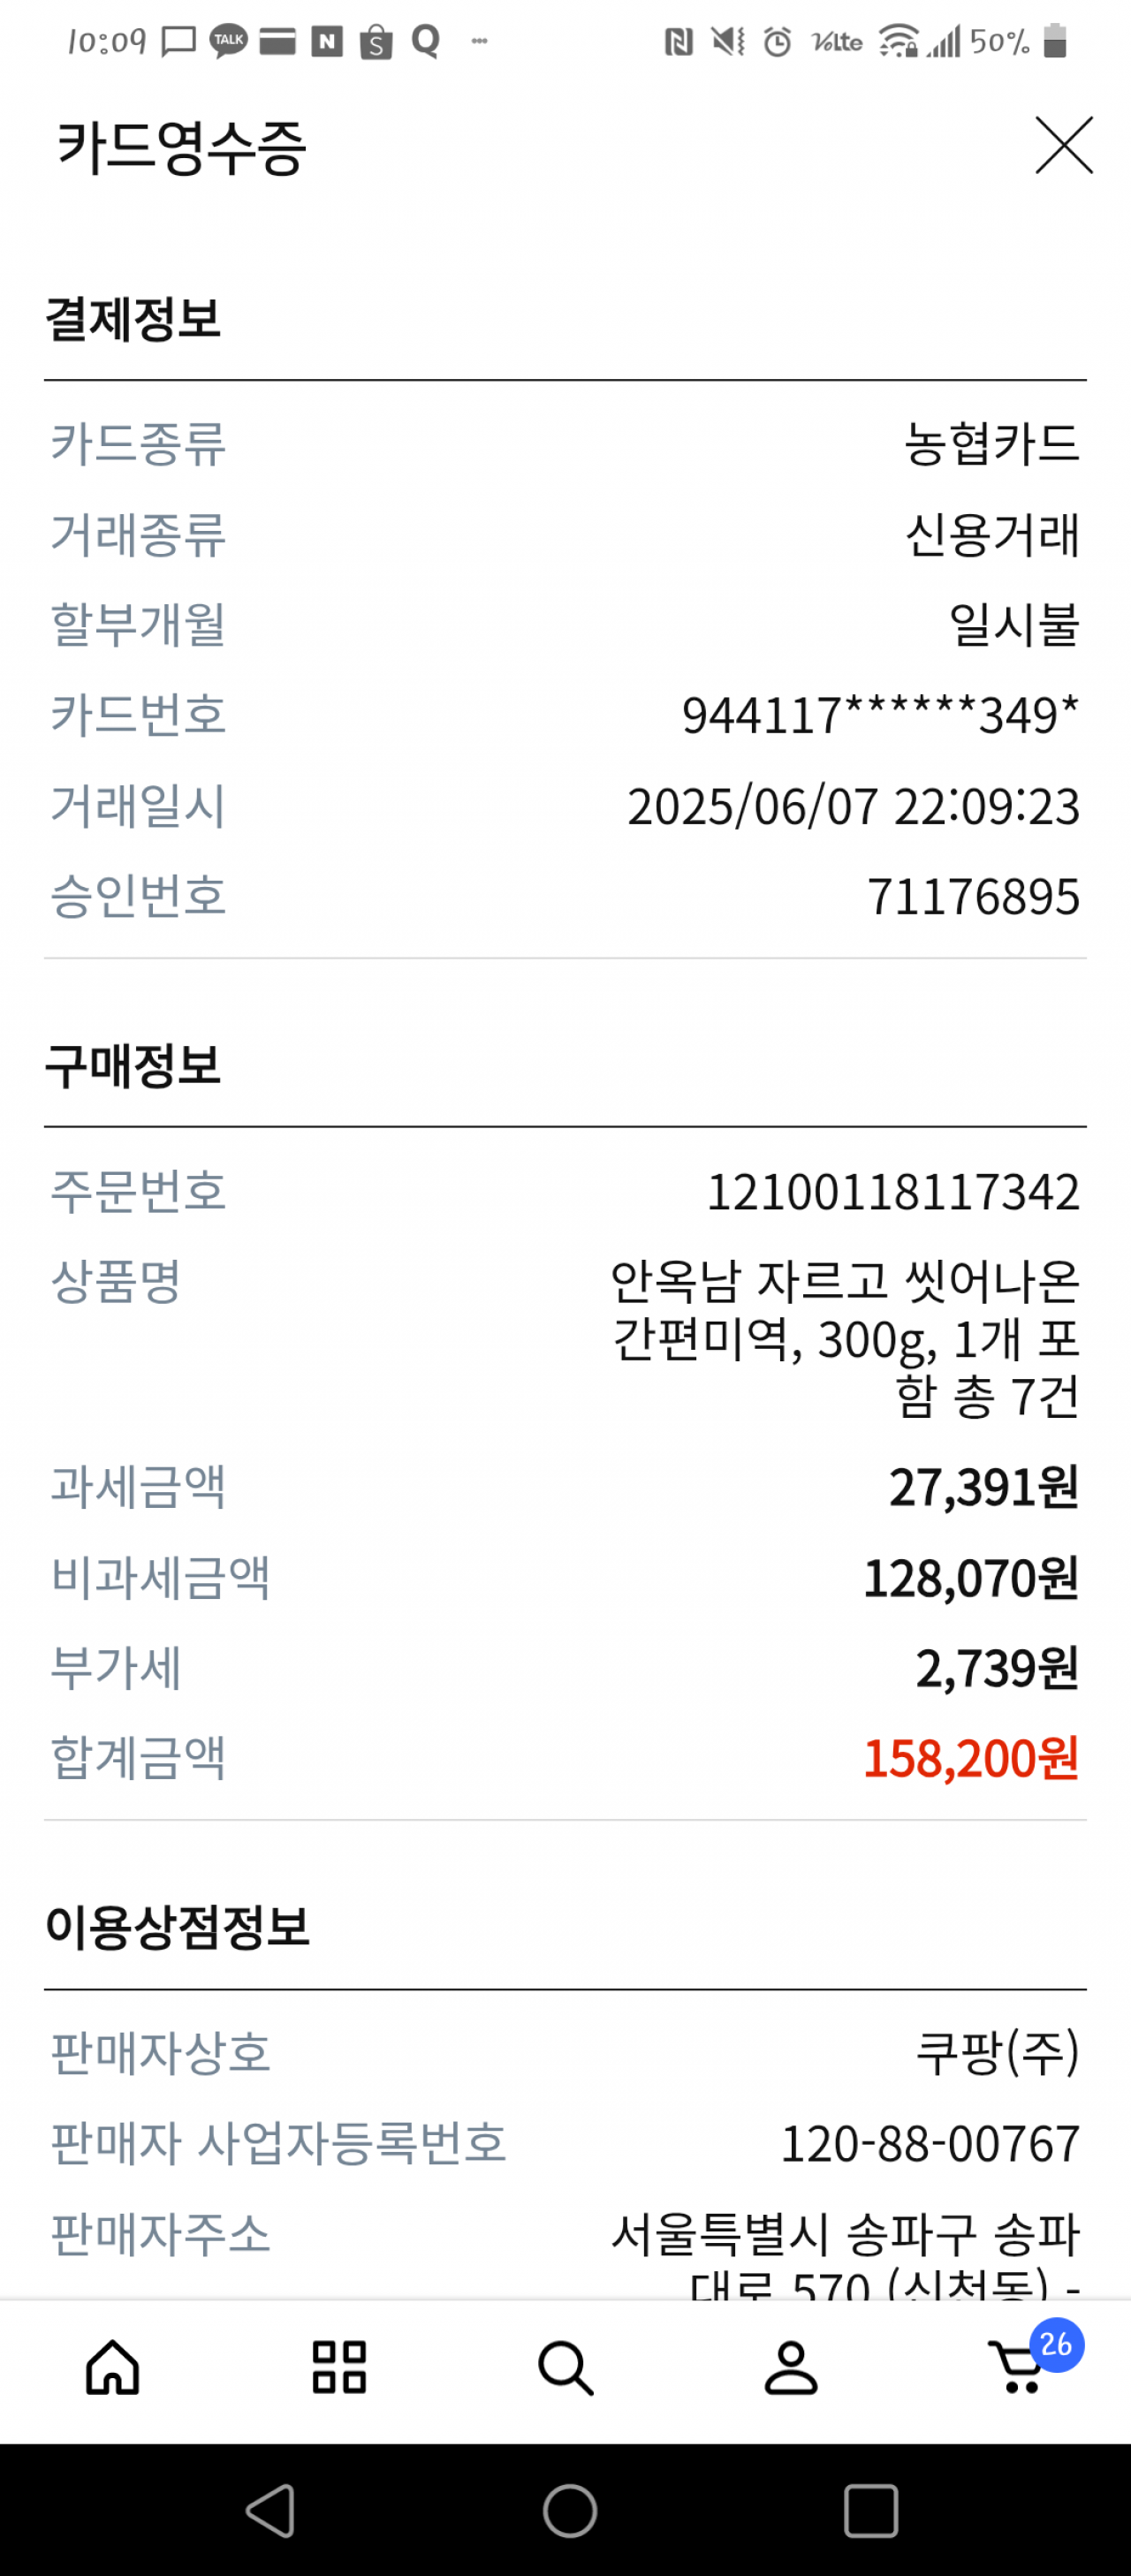 10:09 TALK N S Q ... N Volte 50%
카드영수증
결제정보
카드종류 농협카드
거래종류 신용거래
할부개월 일시불
카드번호 944117******349*
거래일시 2025/06/07 22:09:23
승인번호 71176895
구매정보
주문번호 12100118117342
상품명 안옥남 자르고 씻어나온
간편미역, 300g, 1개 포
함 총 7건
과세금액 27,391원
비과세금액 128,070원
부가세 2,739원
합계금액 158,200원
이용상점정보
판매자상호 쿠팡(주)
판매자 사업자등록번호 120-88-00767
판매자주소 서울특별시 송파구 송파
대로 570 (신천동) -
26